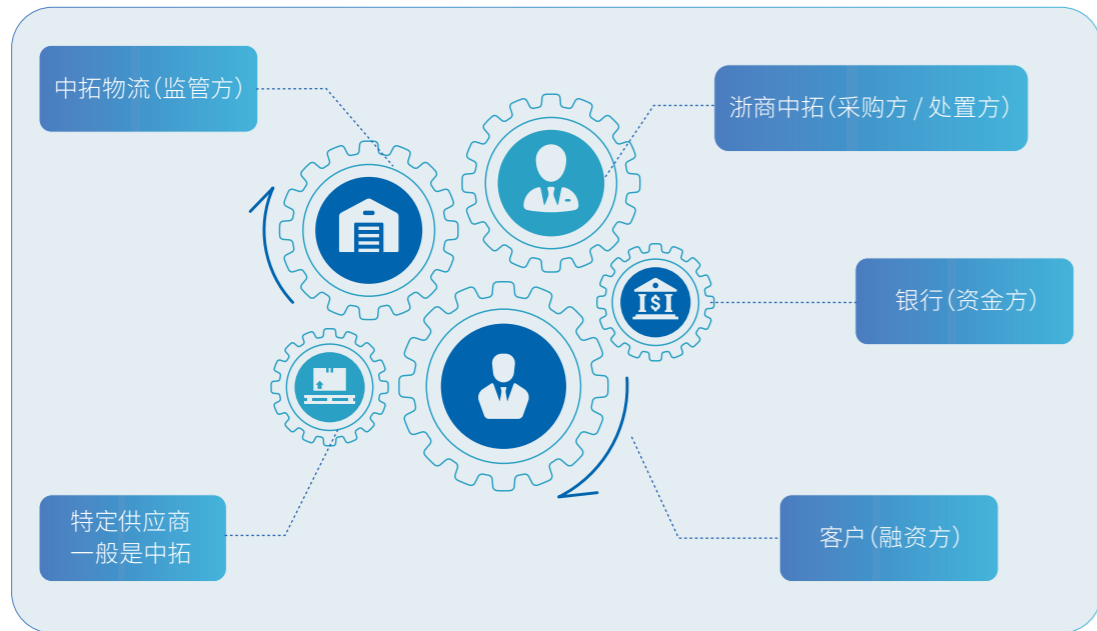 中拓物流(监管方)
浙商中拓(采购方 / 处置方)
银行(资金方)
特定供应商
一般是中拓
客户(融资方)